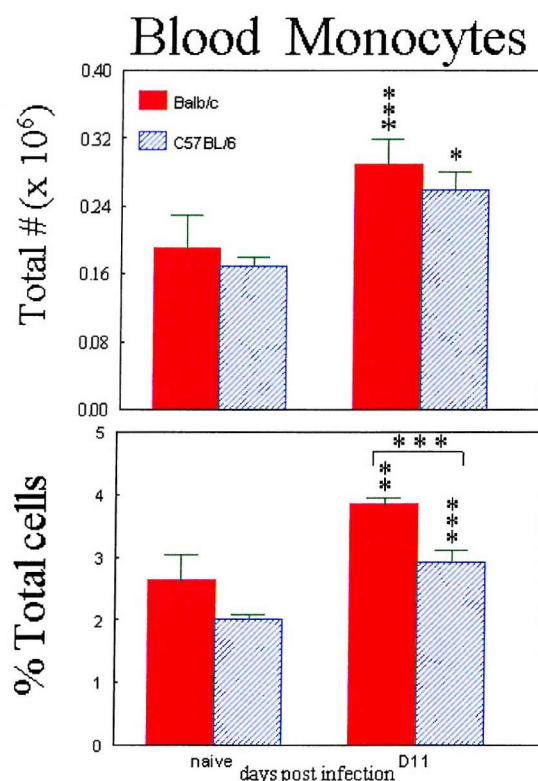 Blood Monocytes
Total # (x 10⁶)
0.40
0.32
0.24
0.16
0.08
0.00
Balb/c
C57BL/6
***
*
% Total cells
5
4
3
2
1
0
***
**
***
naive
D11
days post infection